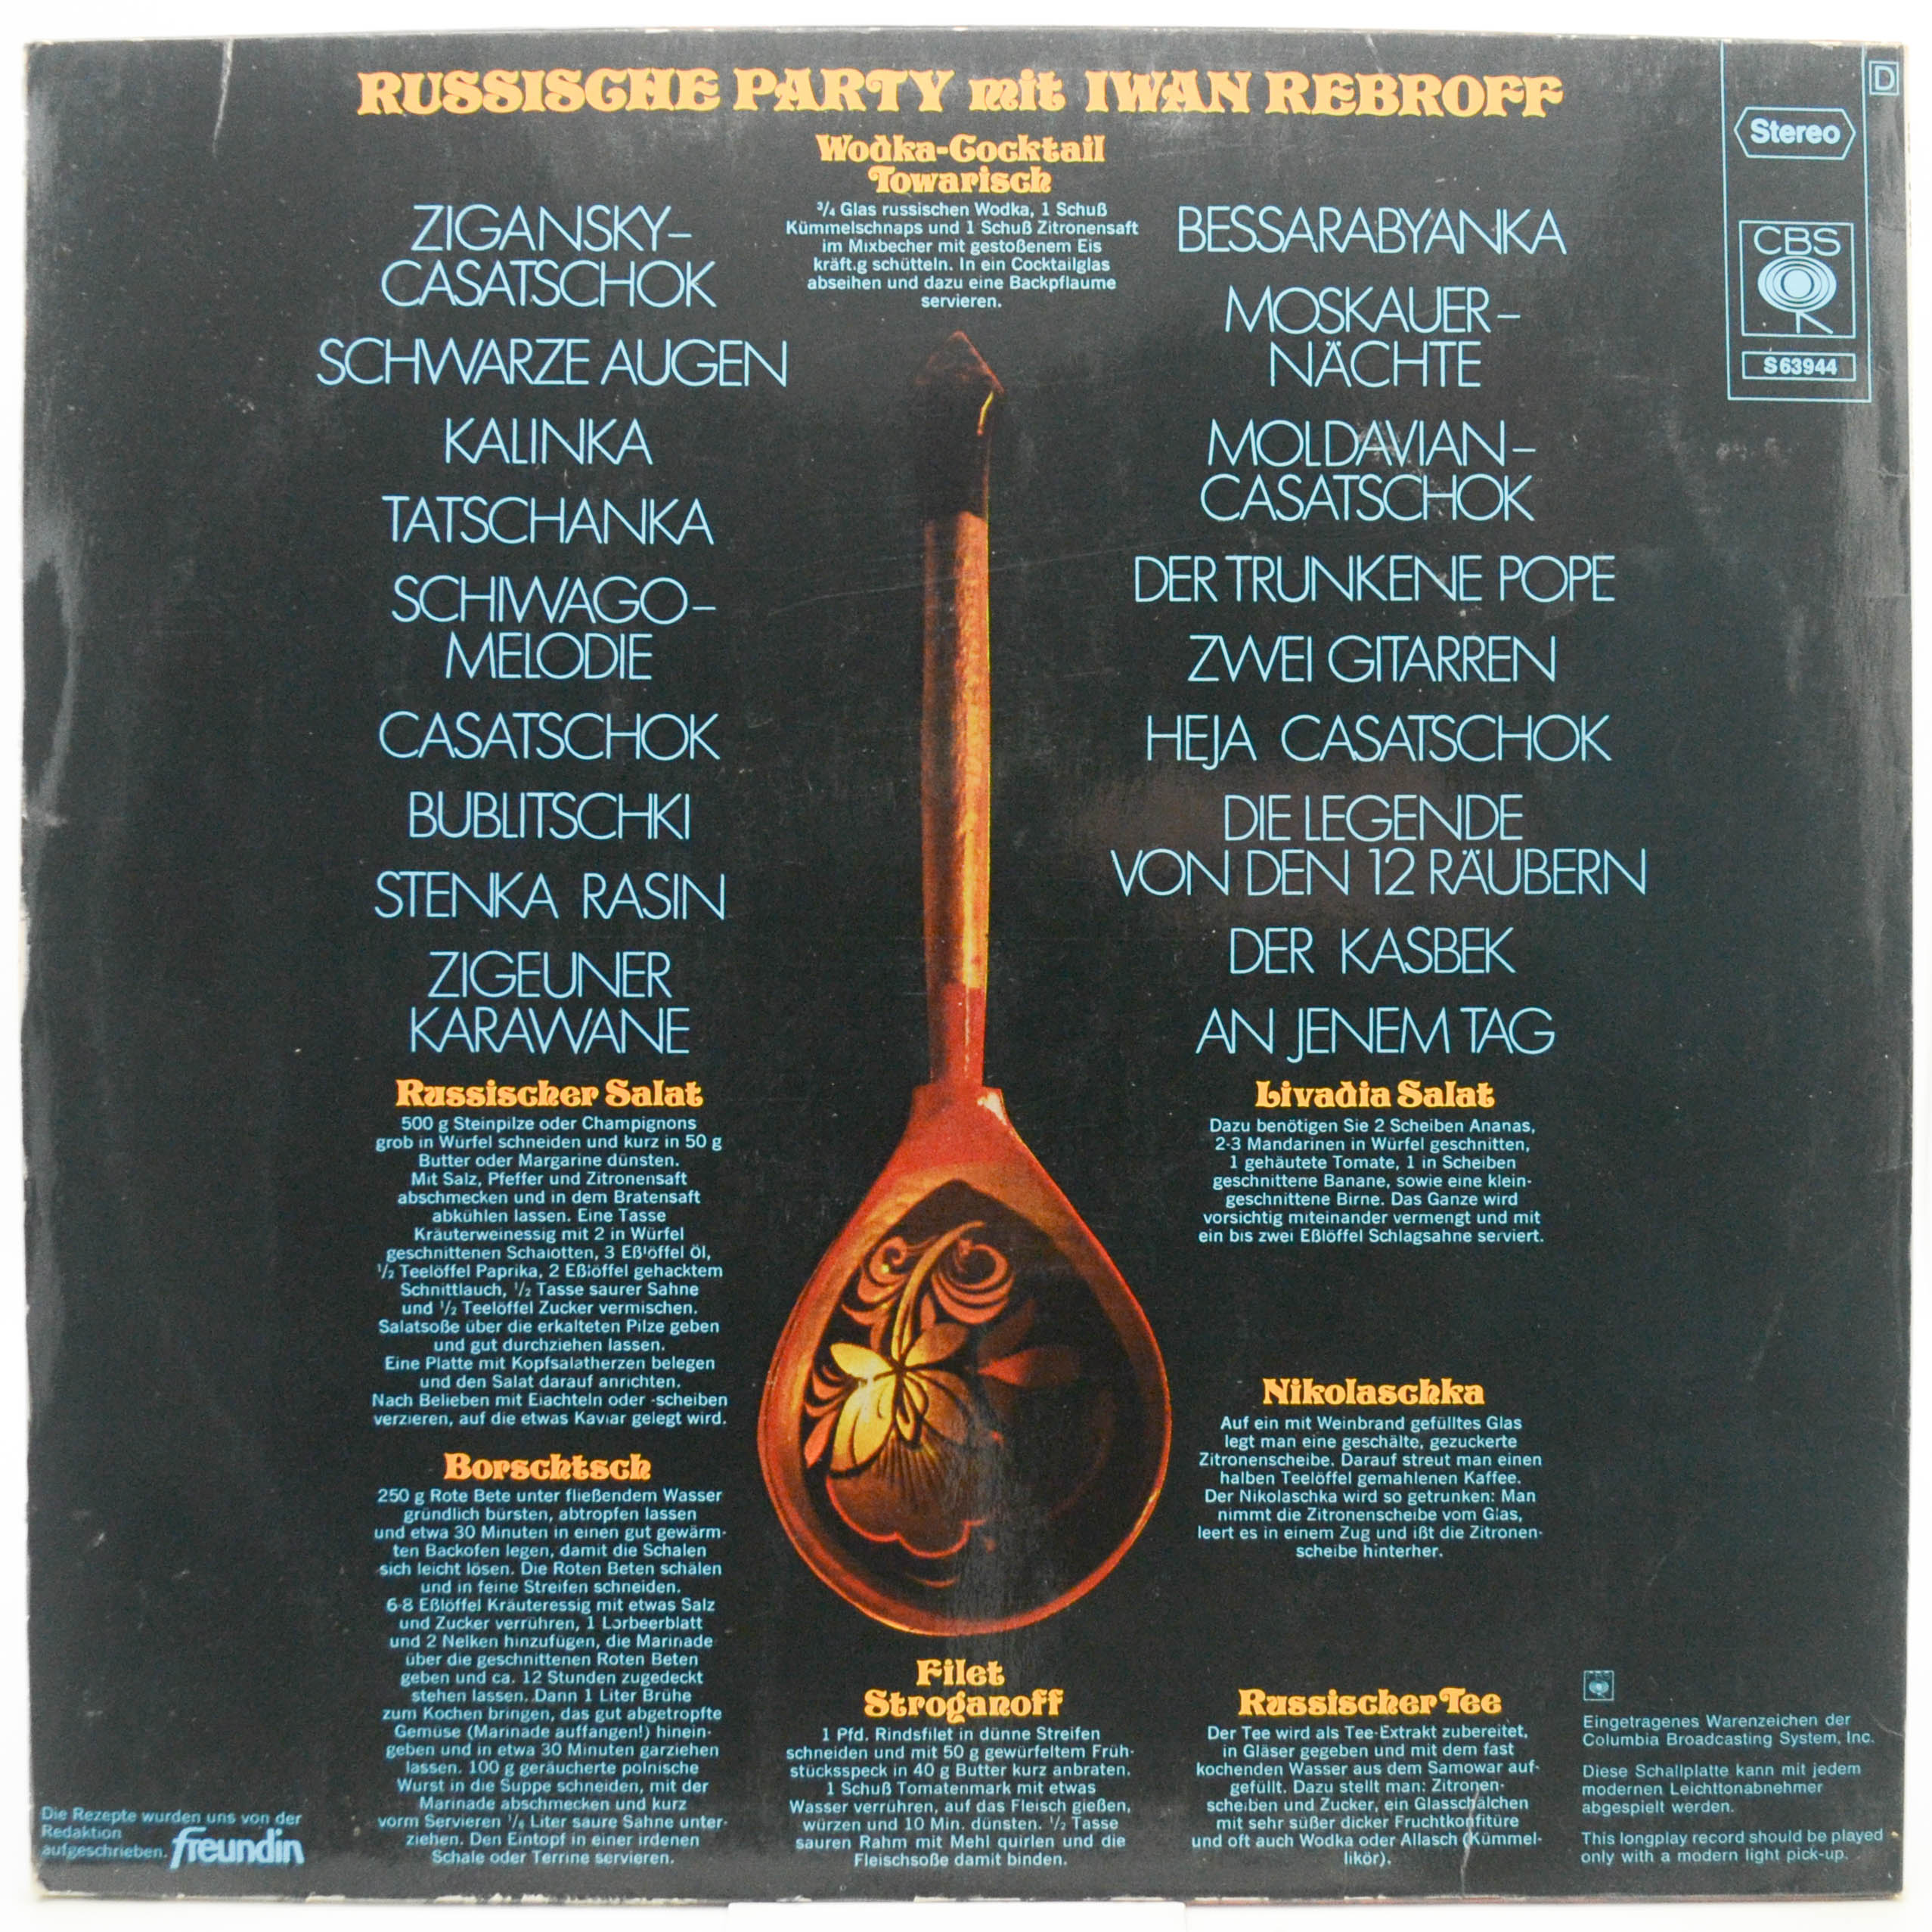 RUSSISCHE PARTY mit IWAN REBROFF
Wodka-Cocktail
Towarisch
3/4 Glas russischen Wodka, 1 Schuß
Kümmelschnaps und 1 Schuß Zitronensaft
im Mixbecher mit gestoßenem Eis
kräft.g schütteln. In ein Cocktailglas
abseihen und dazu eine Backpflaume
servieren.
ZIGANSKY-
CASATSCHOK
SCHWARZE AUGEN
KALINKA
TATSCHANKA
SCHIWAGO-
MELODIE
CASATSCHOK
BUBLITSCHKI
STENKA RASIN
ZIGEUNER
KARAWANE
BESSARABYANKA
MOSKAUER-
NÄCHTE
MOLDAVIAN-
CASATSCHOK
DER TRUNKENE POPE
ZWEI GITARREN
HEJA CASATSCHOK
DIE LEGENDE
VON DEN 12 RÄUBERN
DER KASBEK
AN JENEM TAG
D
Stereo
CBS
S 63944
Russischer Salat
500 g Steinpilze oder Champignons
grob in Würfel schneiden und kurz in 50 g
Butter oder Margarine dünsten.
Mit Salz, Pfeffer und Zitronensaft
abschmecken und in dem Bratensaft
abkühlen lassen. Eine Tasse
Kräuterweinessig mit 2 in Würfel
geschnittenen Schalotten, 3 Eßlöffel Öl,
1/2 Teelöffel Paprika, 2 Eßlöffel gehacktem
Schnittlauch, 1/2 Tasse saurer Sahne
und 1/2 Teelöffel Zucker vermischen.
Salatsoße über die erkalteten Pilze geben
und gut durchziehen lassen.
Eine Platte mit Kopfsalatherzen belegen
und den Salat darauf anrichten.
Nach Belieben mit Eiachteln oder -scheiben
verzieren, auf die etwas Kaviar gelegt wird.
Borschtsch
250 g Rote Bete unter fließendem Wasser
gründlich bürsten, abtropfen lassen
und etwa 30 Minuten in einen gut gewärm-
ten Backofen legen, damit die Schalen
sich leicht lösen. Die Roten Beten schälen
und in feine Streifen schneiden.
6-8 Eßlöffel Kräuteressig mit etwas Salz
und Zucker verrühren, 1 Lorbeerblatt
und 2 Nelken hinzufügen, die Marinade
über die geschnittenen Roten Beten
geben und ca. 12 Stunden zugedeckt
stehen lassen. Dann 1 Liter Brühe
zum Kochen bringen, das gut abgetropfte
Gemüse (Marinade auffangen!) hinein-
geben und in etwa 30 Minuten garziehen
lassen. 100 g geräucherte polnische
Wurst in die Suppe schneiden, mit der
Marinade abschmecken und kurz
vorm Servieren 1/4 Liter saure Sahne unter-
ziehen. Den Eintopf in einer irdenen
Schale oder Terrine servieren.
Livadia Salat
Dazu benötigen Sie 2 Scheiben Ananas,
2-3 Mandarinen in Würfel geschnitten,
1 gehäutete Tomate, 1 in Scheiben
geschnittene Banane, sowie eine klein-
geschnittene Birne. Das Ganze wird
vorsichtig miteinander vermengt und mit
ein bis zwei Eßlöffel Schlagsahne serviert.
Nikolaschka
Auf ein mit Weinbrand gefülltes Glas
legt man eine geschälte, gezuckerte
Zitronenscheibe. Darauf streut man einen
halben Teelöffel gemahlenen Kaffee.
Der Nikolaschka wird so getrunken: Man
nimmt die Zitronenscheibe vom Glas,
leert es in einem Zug und ißt die Zitronen-
scheibe hinterher.
Filet
Stroganoff
1 Pfd. Rindsfilet in dünne Streifen
schneiden und mit 50 g gewürfeltem Früh-
stücksspeck in 40 g Butter kurz anbraten.
1 Schuß Tomatenmark mit etwas
Wasser verrühren, auf das Fleisch gießen,
würzen und 10 Min. dünsten. 1/2 Tasse
sauren Rahm mit Mehl quirlen und die
Fleischsoße damit binden.
Russischer Tee
Der Tee wird als Tee-Extrakt zubereitet,
in Gläser gegeben und mit dem fast
kochenden Wasser aus dem Samowar auf-
gefüllt. Dazu stellt man: Zitronen-
scheiben und Zucker, ein Glasschälchen
mit sehr süßer dicker Fruchtkonfitüre
und oft auch Wodka oder Allasch (Kümmel-
likör).
Die Rezepte wurden uns von der
Redaktion
aufgeschrieben. freundin
Eingetragenes Warenzeichen der
Columbia Broadcasting System, Inc.
Diese Schallplatte kann mit jedem
modernen Leichttonabnehmer
abgespielt werden.
This longplay record should be played
only with a modern light pick-up.